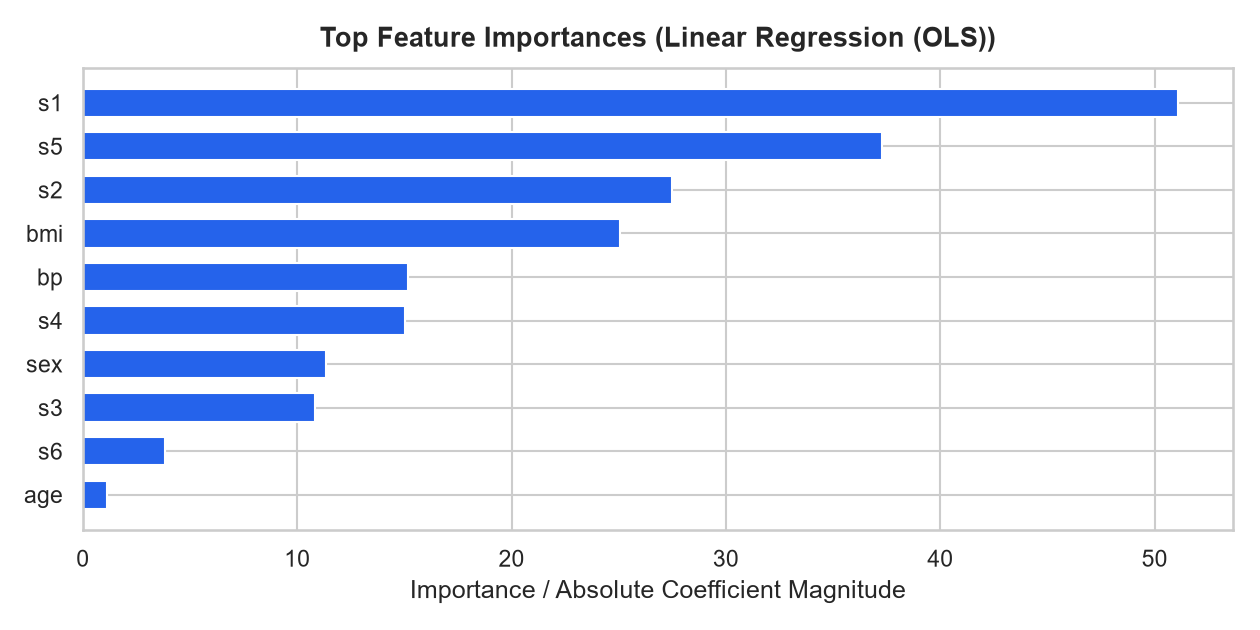 Top Feature Importances (Linear Regression (OLS))
s1
s5
s2
bmi
bp
s4
sex
s3
s6
age
0 10 20 30 40 50
Importance / Absolute Coefficient Magnitude